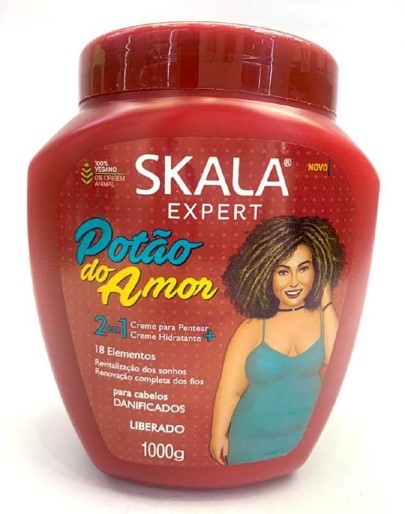 100%
VEGANO
0% ORIGEM
ANIMAL
SKALA®
NOVO
EXPERT
Potão
do Amor
2 em 1 Creme para Pentear
Creme Hidratante +
18 Elementos
Revitalização dos sonhos
Renovação completa dos fios
para cabelos
DANIFICADOS
LIBERADO
1000g